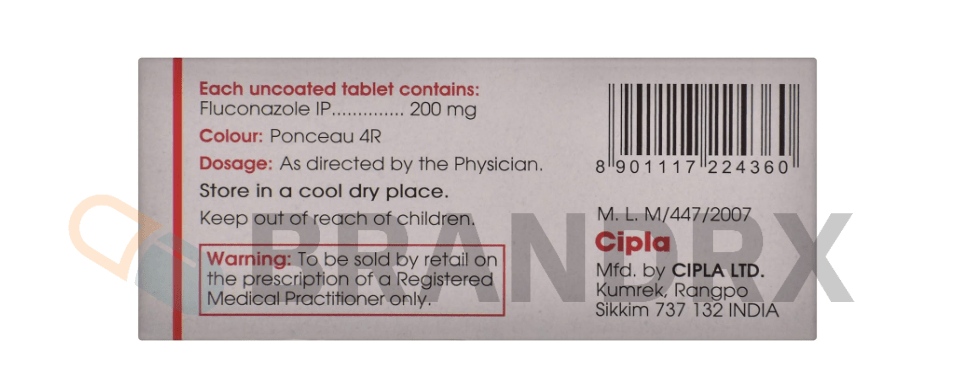 Each uncoated tablet contains:
Fluconazole IP.............. 200 mg
Colour: Ponceau 4R
Dosage: As directed by the Physician.
Store in a cool dry place.
Keep out of reach of children.
Warning: To be sold by retail on
the prescription of a Registered
Medical Practitioner only.
8 901117 224360
M. L. M/447/2007
Cipla
Mfd. by CIPLA LTD.
Kumrek, Rangpo
Sikkim 737 132 INDIA
BRANDRX